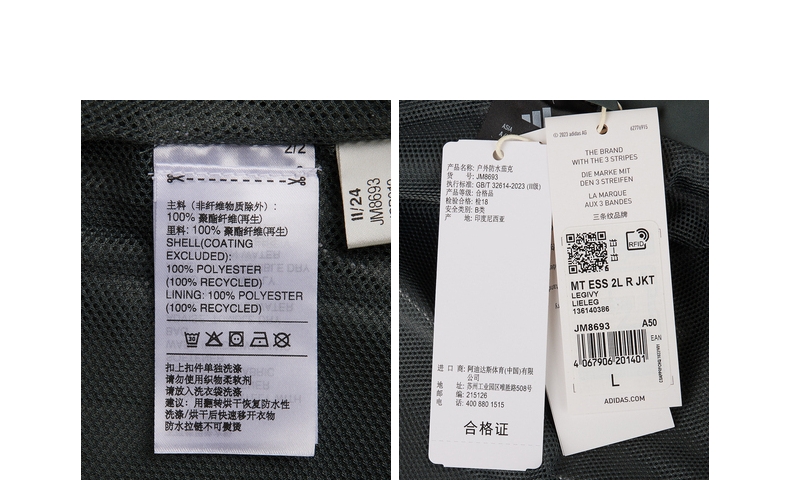 2/2
主料（非纤维物质除外）：
100% 聚酯纤维(再生)
里料: 100% 聚酯纤维(再生)
SHELL(COATING
EXCLUDED):
100% POLYESTER
(100% RECYCLED)
LINING: 100% POLYESTER
(100% RECYCLED)
扣上扣件单独洗涤
请勿使用织物柔软剂
请放入洗衣袋洗涤
建议：用翻转烘干恢复防水性
洗涤/烘干后快速移开衣物
防水拉链不可熨烫
11/24
JM8693
产品名称: 户外防水茄克
货 号: JM8693
执行标准: GB/T 32614-2023 (II级)
产品等级: 合格品
检验合格: 检18
安全类别: B类
产 地: 印度尼西亚
进 口 商: 阿迪达斯体育(中国)有限
公司
地 址: 苏州工业园区唯胜路508号
邮 编: 215126
电 话: 400 880 1515
合格证
ASIA
© 2023 adidas AG
62776915
THE BRAND
WITH THE 3 STRIPES
DIE MARKE MIT
DEN 3 STREIFEN
LA MARQUE
AUX 3 BANDES
三条纹品牌
RFID
MT ESS 2L R JKT
LEGIVY
LIELEG
136140386
JM8693
A50
EAN
4 067906 201401
L
ADIDAS.COM